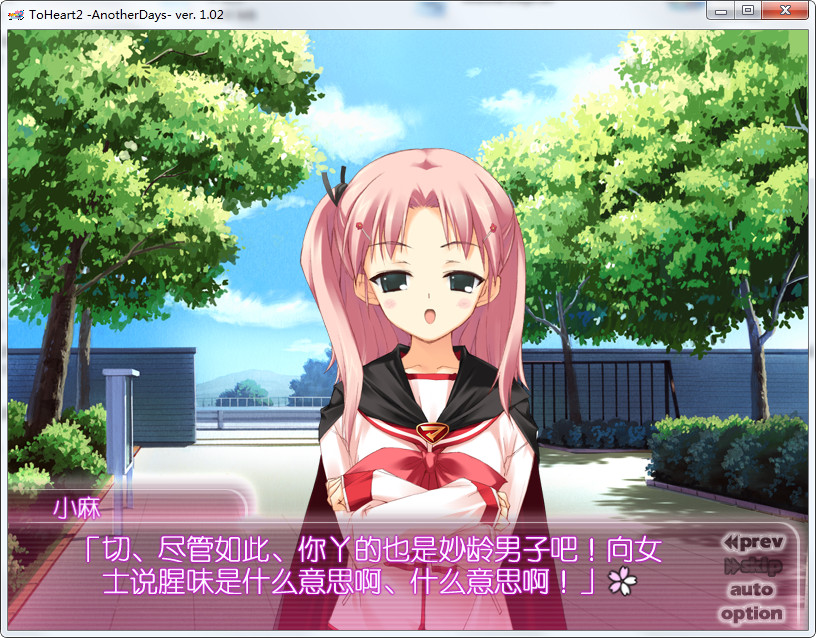 ToHeart2 -AnotherDays- ver. 1.02
小麻
「切、尽管如此、你丫的也是妙龄男子吧！向女
士说腥味是什么意思啊、什么意思啊！」
prev
skip
auto
option